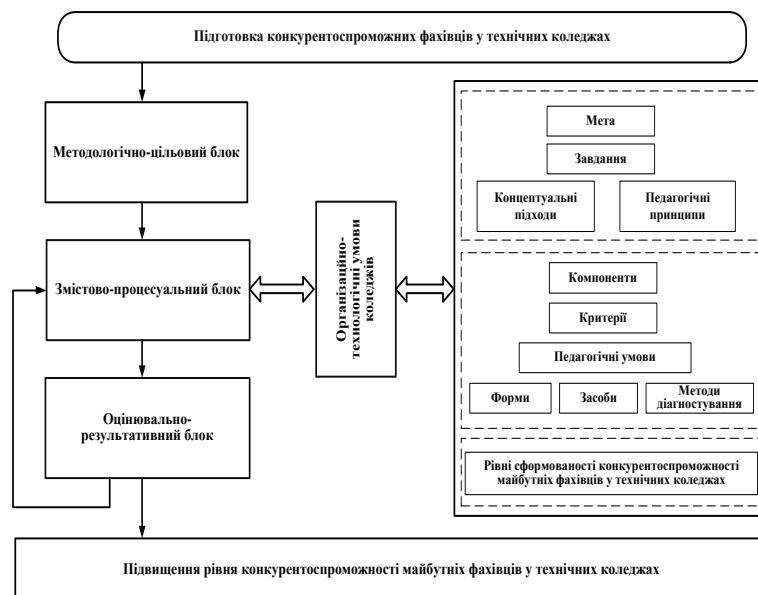 Підготовка конкурентоспроможних фахівців у технічних коледжах
Методологічно-цільовий блок
Змістово-процесуальний блок
Оцінювально-
результативний блок
Організаційно-
технологічні умови
коледжів
Мета
Завдання
Концептуальні
підходи
Педагогічні
принципи
Компоненти
Критерії
Педагогічні умови
Форми
Засоби
Методи
діагностування
Рівні сформованості конкурентоспроможності
майбутніх фахівців у технічних коледжах
Підвищення рівня конкурентоспроможності майбутніх фахівців у технічних коледжах